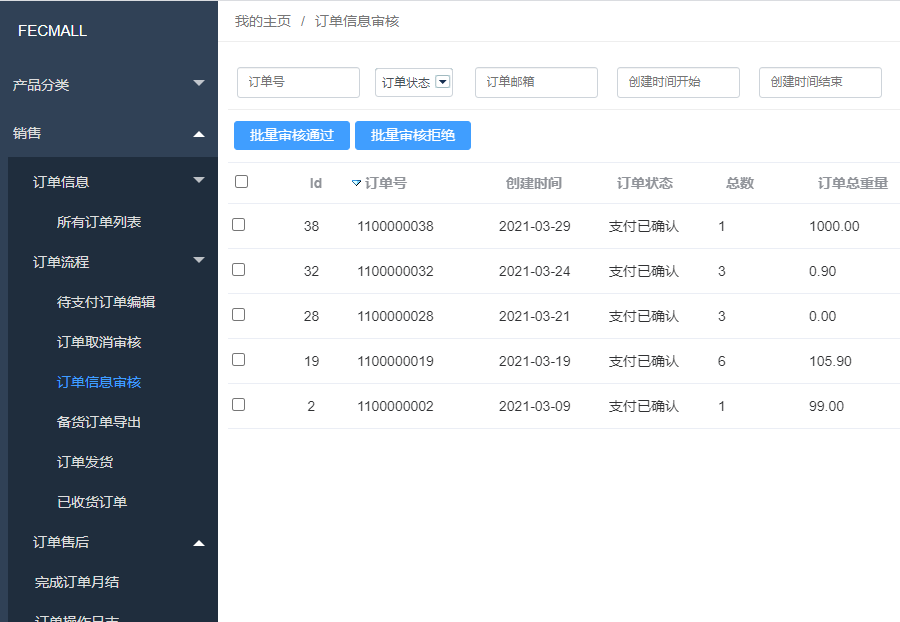 FECMALL
产品分类
销售
订单信息
所有订单列表
订单流程
待支付订单编辑
订单取消审核
订单信息审核
备货订单导出
订单发货
已收货订单
订单售后
完成订单月结
订单操作日志
我的主页 / 订单信息审核
订单号 订单状态 订单邮箱 创建时间开始 创建时间结束
批量审核通过 批量审核拒绝
Id 订单号 创建时间 订单状态 总数 订单总重量
38 1100000038 2021-03-29 支付已确认 1 1000.00
32 1100000032 2021-03-24 支付已确认 3 0.90
28 1100000028 2021-03-21 支付已确认 3 0.00
19 1100000019 2021-03-19 支付已确认 6 105.90
2 1100000002 2021-03-09 支付已确认 1 99.00